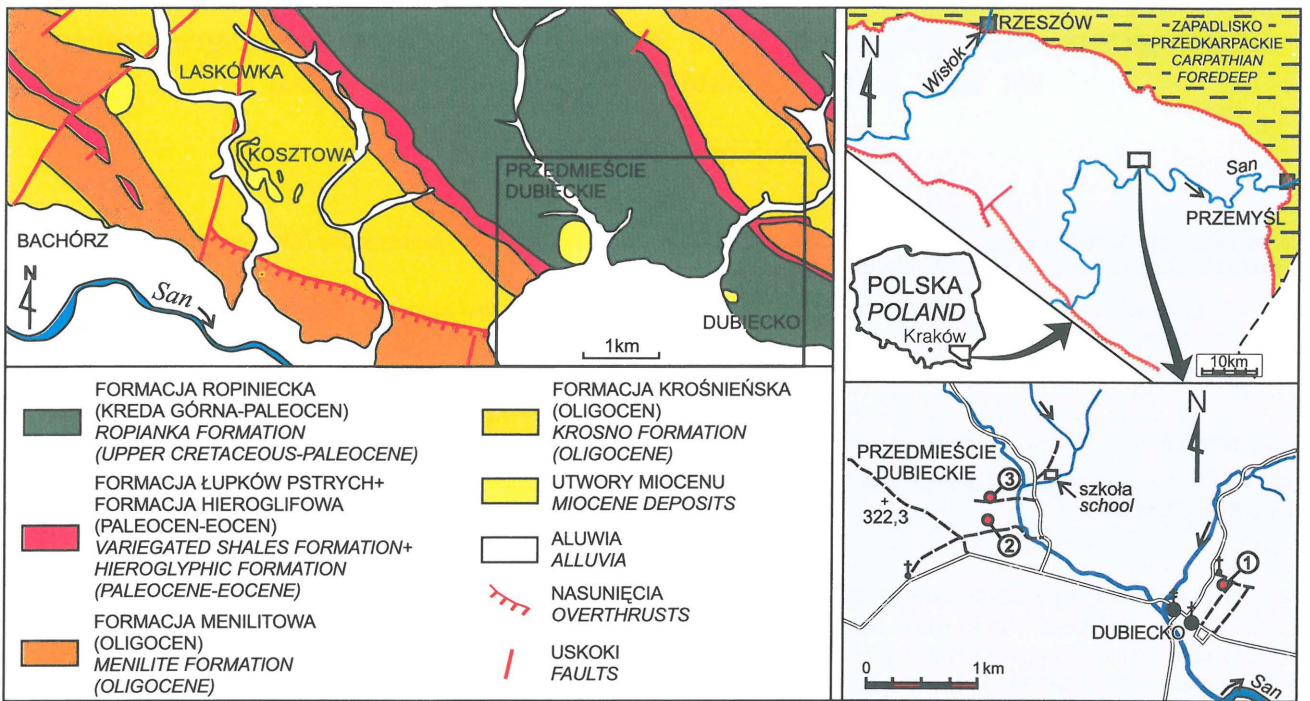 LASKÓWKA
KOSZTOWA
PRZEDMIEŚCIE
DUBIECKIE
BACHÓRZ
N
San
DUBIECKO
1km
FORMACJA ROPINIECKA
(KREDA GÓRNA-PALEOCEN)
ROPIANKA FORMATION
(UPPER CRETACEOUS-PALEOCENE)
FORMACJA ŁUPKÓW PSTRYCH+
FORMACJA HIEROGLIFOWA
(PALEOCEN-EOCEN)
VARIEGATED SHALES FORMATION+
HIEROGLYPHIC FORMATION
(PALEOCENE-EOCENE)
FORMACJA MENILITOWA
(OLIGOCEN)
MENILITE FORMATION
(OLIGOCENE)
FORMACJA KROŚNIEŃSKA
(OLIGOCEN)
KROSNO FORMATION
(OLIGOCENE)
UTWORY MIOCENU
MIOCENE DEPOSITS
ALUWIA
ALLUVIA
NASUNIĘCIA
OVERTHRUSTS
USKOKI
FAULTS
RZESZÓW
ZAPADLISKO
PRZEDKARPACKIE
CARPATHIAN
FOREDEEP
N
Wisłok
San
PRZEMYŚL
POLSKA
POLAND
Kraków
10km
N
PRZEDMIEŚCIE
DUBIECKIE
3
szkoła
school
+
322,3
2
1
DUBIECKO
0 1km
San